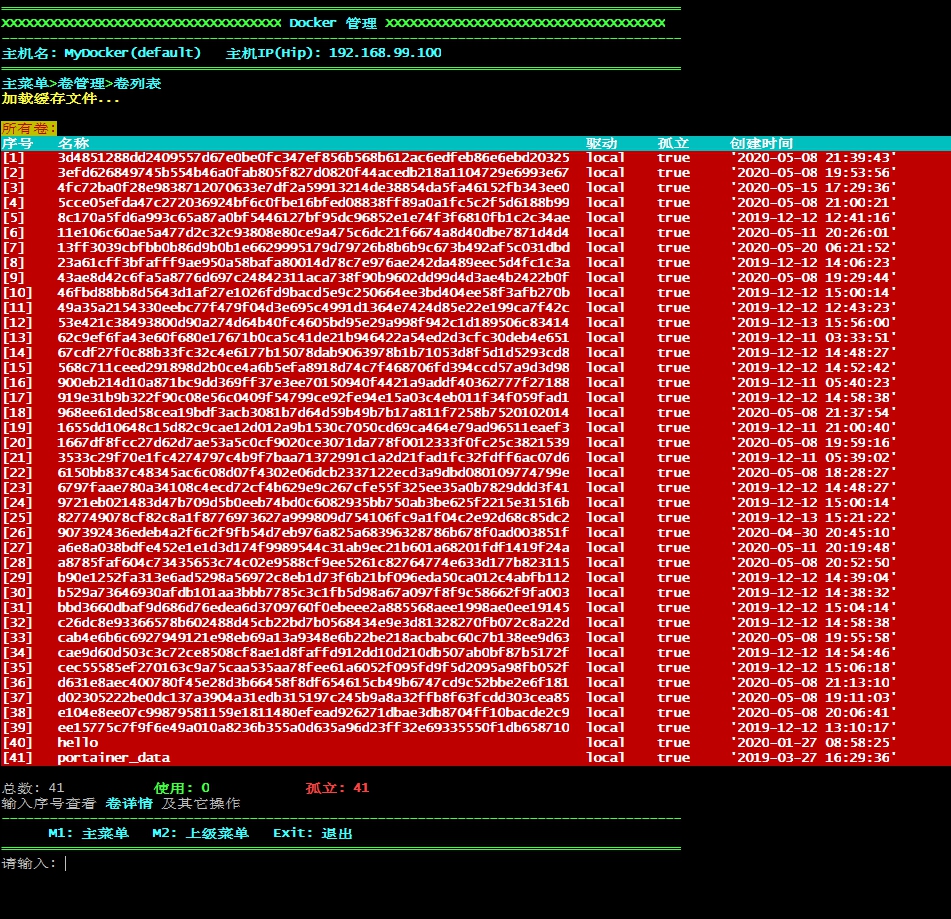 xxxxxxxxxxxxxxxxxxxxxxxxxxxxxxxxxxx Docker 管理 xxxxxxxxxxxxxxxxxxxxxxxxxxxxxxxxxxx
主机名: MyDocker(default)   主机IP(Hip): 192.168.99.100
主菜单>卷管理>卷列表
加载缓存文件...
所有卷:
序号   名称   驱动   孤立   创建时间
[1]   3d4851288dd2409557d67e0be0fc347ef856b568b612ac6edfeb86e6ebd20325   local   true   '2020-05-08 21:39:43'
[2]   3efd626849745b554b46a0fab805f827d0820f44acedb218a1104729e6993e67   local   true   '2020-05-08 19:53:56'
[3]   4fc72ba0f28e9838712070633e7df2a59913214de38854da5fa46152fb343ee0   local   true   '2020-05-15 17:29:36'
[4]   5cce05efda47c272036924bf6c0fbe16bfed08838ff89a0a1fc5c2f5d6188b99   local   true   '2020-05-08 21:00:21'
[5]   8c170a5fd6a993c65a87a0bf5446127bf95dc96852e1e74f3f6810fb1c2c34ae   local   true   '2019-12-12 12:41:16'
[6]   11e106c60ae5a477d2c32c93808e80ce9a475c6dc21f6674a8d40dbe7871d4d4   local   true   '2020-05-11 20:26:01'
[7]   13ff3039cbfbb0b86d9b0b1e6629995179d79726b8b6b9c673b492af5c031dbd   local   true   '2020-05-20 06:21:52'
[8]   23a61cff3bfafff9ae950a58bafa80014d78c7e976ae242da489eec5d4fc1c3a   local   true   '2019-12-12 14:06:23'
[9]   43ae8d42c6fa5a8776d697c24842311aca738f90b9602dd99d4d3ae4b2422b0f   local   true   '2020-05-08 19:29:44'
[10]   46fbd88bb8d5643d1af27e1026fd9bacd5e9c250664ee3bd404ee58f3afb270b   local   true   '2019-12-12 15:00:14'
[11]   49a35a2154330eebc77f479f04d3e695c4991d1364e7424d85e22e199ca7f42c   local   true   '2019-12-12 12:43:23'
[12]   53e421c38493800d90a274d64b40fc4605bd95e29a998f942c1d189506c83414   local   true   '2019-12-13 15:56:00'
[13]   62c9ef6fa43e60f680e17671b0ca5c41de21b946422a54ed2d3cfc30deb4e651   local   true   '2019-12-11 03:33:51'
[14]   67cdf27f0c88b33fc32c4e6177b15078dab9063978b1b71053d8f5d1d5293cd8   local   true   '2019-12-12 14:48:27'
[15]   568c711ceed291898d2b0ce4a6b5efa8918d74c7f468706fd394ccd57a9d3d98   local   true   '2019-12-12 14:52:42'
[16]   900eb214d10a871bc9dd369ff37e3ee70150940f4421a9addf40362777f27188   local   true   '2019-12-11 05:40:23'
[17]   919e31b9b322f90c08e56c0409f54799ce92fe94e15a03c4eb011f34f059fad1   local   true   '2019-12-12 14:58:38'
[18]   968ee61ded58cea19bdf3acb3081b7d64d59b49b7b17a811f7258b7520102014   local   true   '2020-05-08 21:37:54'
[19]   1655dd10648c15d82c9cae12d012a9b1530c7050cd69ca464e79ad96511eaef3   local   true   '2019-12-11 21:00:40'
[20]   1667df8fcc27d62d7ae53a5c0cf9020ce3071da778f0012333f0fc25c3821539   local   true   '2020-05-08 19:59:16'
[21]   3533c29f70e1fc4274797c4b9f7baa71372991c1a2d21fad1fc32fdff6ac07d6   local   true   '2019-12-11 05:39:02'
[22]   6150bb837c48345ac6c08d07f4302e06dcb2337122ecd3a9dbd080109774799e   local   true   '2020-05-08 18:28:27'
[23]   6797faae780a34108c4ecd72cf4b629e9c267cfe55f325ee35a0b7829ddd3f41   local   true   '2019-12-12 14:48:27'
[24]   9721eb021483d47b709d5b0eeb74bd0c6082935bb750ab3be625f2215e31516b   local   true   '2019-12-12 15:00:14'
[25]   827749078cf82c8a1f8776973627a999809d754106fc9a1f04c2e92d68c85dc2   local   true   '2019-12-13 15:21:22'
[26]   907392436edeb4a2f6c2f9fb54d7eb976a825a68396328786b678f0ad003851f   local   true   '2020-04-30 20:45:10'
[27]   a6e8a038bdfe452e1e1d3d174f9989544c31ab9ec21b601a68201fdf1419f24a   local   true   '2020-05-11 20:19:48'
[28]   a8785faf604c73435653c74c02e9588cf9ee5261c82764774e633d177b823115   local   true   '2020-05-08 20:52:50'
[29]   b90e1252fa313e6ad5298a56972c8eb1d73f6b21bf096eda50ca012c4abfb112   local   true   '2019-12-12 14:39:04'
[30]   b529a73646930afdb101aa3bbb7785c3c1fb5d98a67a097f8f9c58662f9fa003   local   true   '2019-12-12 14:38:32'
[31]   bbd3660dbaf9d686d76edea6d3709760f0ebeee2a885568aee1998ae0ee19145   local   true   '2019-12-12 15:04:14'
[32]   c26dc8e93366578b602488d45cb22bd7b0568434e9e3d81328270fb072c8a22d   local   true   '2019-12-12 14:58:38'
[33]   cab4e6b6c6927949121e98eb69a13a9348e6b22be218acbabc60c7b138ee9d63   local   true   '2020-05-08 19:55:58'
[34]   cae9d60d503c3c72ce8508cf8ae1d8faffd912dd10d210db507ab0bf87b5172f   local   true   '2019-12-12 14:54:46'
[35]   cec55585ef270163c9a75caa535aa78fee61a6052f095fd9f5d2095a98fb052f   local   true   '2019-12-12 15:06:18'
[36]   d631e8aec400780f45e28d3b66458f8df654615cb49b6747cd9c52bbe2e6f181   local   true   '2020-05-08 21:13:10'
[37]   d02305222be0dc137a3904a31edb315197c245b9a8a32ffb8f63fcdd303cea85   local   true   '2020-05-08 19:11:03'
[38]   e104e8ee07c99879581159e1811480efead926271dbae3db8704ff10bacde2c9   local   true   '2020-05-08 20:06:41'
[39]   ee15775c7f9f6e49a010a8236b355a0d635a96d23ff32e69335550f1db658710   local   true   '2019-12-12 13:10:17'
[40]   hello   local   true   '2020-01-27 08:58:25'
[41]   portainer_data   local   true   '2019-03-27 16:29:36'
总数: 41   使用: 0   孤立: 41
输入序号查看 卷详情 及其它操作
M1: 主菜单   M2: 上级菜单   Exit: 退出
请输入: